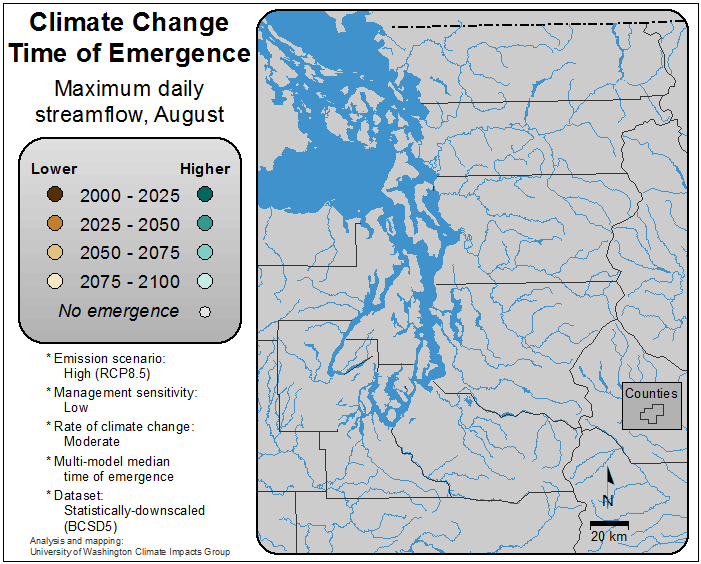 Climate Change
Time of Emergence
Maximum daily
streamflow, August
Lower Higher
2000 - 2025
2025 - 2050
2050 - 2075
2075 - 2100
No emergence
* Emission scenario:
High (RCP8.5)
* Management sensitivity:
Low
* Rate of climate change:
Moderate
* Multi-model median
time of emergence
* Dataset:
Statistically-downscaled
(BCSD5)
Analysis and mapping:
University of Washington Climate Impacts Group
Counties
N
20 km